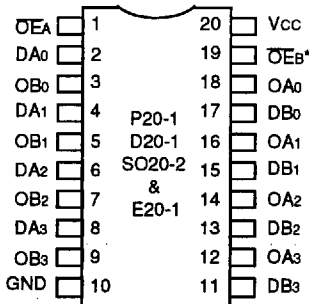 O̅E̅A 1 20 Vcc
DA0 2 19 O̅E̅B*
OB0 3 18 OA0
DA1 4 17 DB0
OB1 5 16 OA1
DA2 6 15 DB1
OB2 7 14 OA2
DA3 8 13 DB2
OB3 9 12 OA3
GND 10 11 DB3
P20-1
D20-1
SO20-2
&
E20-1